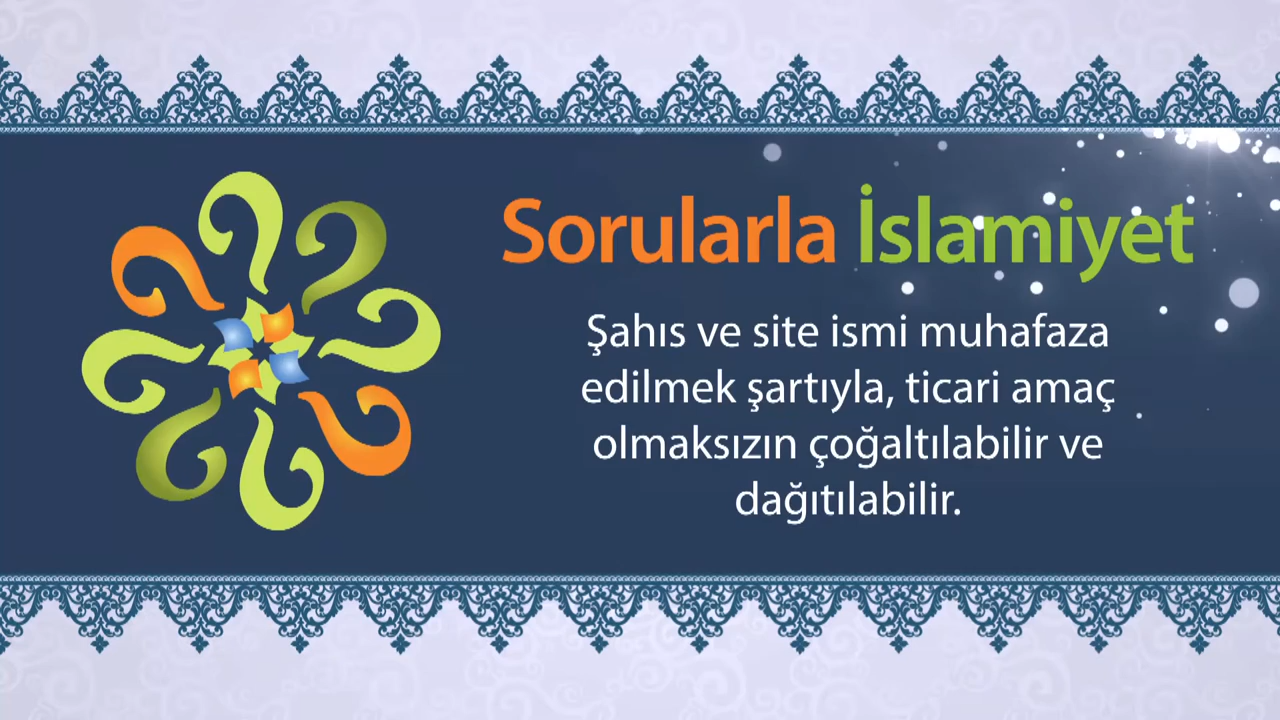 Sorularla İslamiyet
Şahıs ve site ismi muhafaza
edilmek şartıyla, ticari amaç
olmaksızın çoğaltılabilir ve
dağıtılabilir.